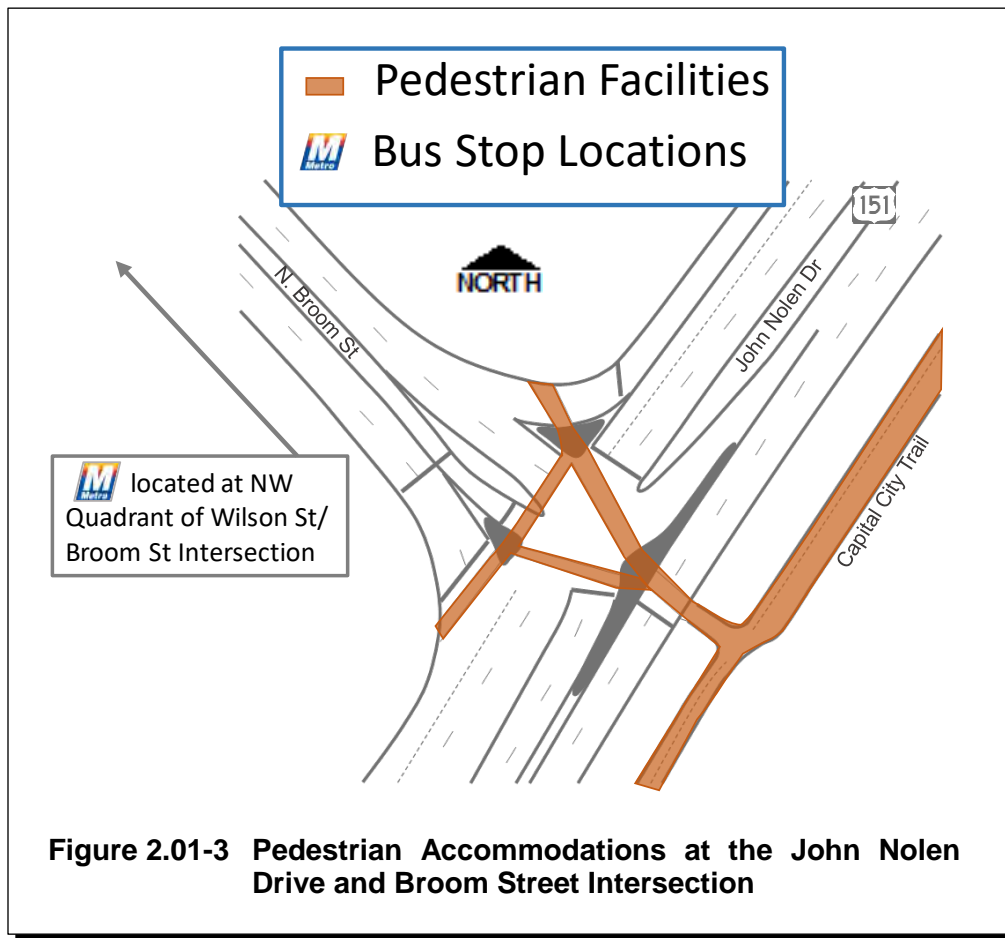 Pedestrian Facilities
M Metro Bus Stop Locations
151
NORTH
N. Broom St
John Nolen Dr
M Metro located at NW
Quadrant of Wilson St/
Broom St Intersection
Capital City Trail
Figure 2.01-3 Pedestrian Accommodations at the John Nolen
Drive and Broom Street Intersection